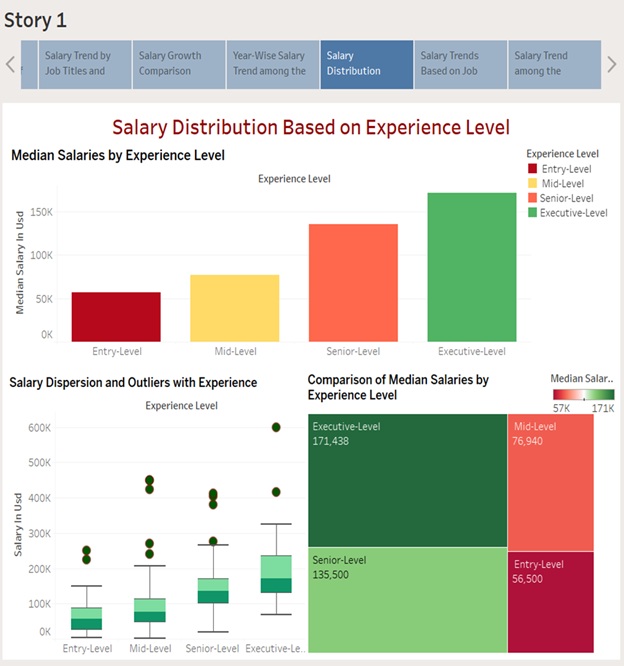 Story 1
Salary Trend by
Job Titles and
Salary Growth
Comparison
Year-Wise Salary
Trend among the
Salary
Distribution
Salary Trends
Based on Job
Salary Trend
among the
Salary Distribution Based on Experience Level
Median Salaries by Experience Level
Experience Level
Median Salary In Usd
150K
100K
50K
0K
Entry-Level
Mid-Level
Senior-Level
Executive-Level
Experience Level
Entry-Level
Mid-Level
Senior-Level
Executive-Level
Salary Dispersion and Outliers with Experience
Experience Level
Salary In Usd
600K
500K
400K
300K
200K
100K
0K
Entry-Level
Mid-Level
Senior-Level
Executive-Le..
Comparison of Median Salaries by
Experience Level
Median Salar..
57K 171K
Executive-Level
171,438
Mid-Level
76,940
Senior-Level
135,500
Entry-Level
56,500